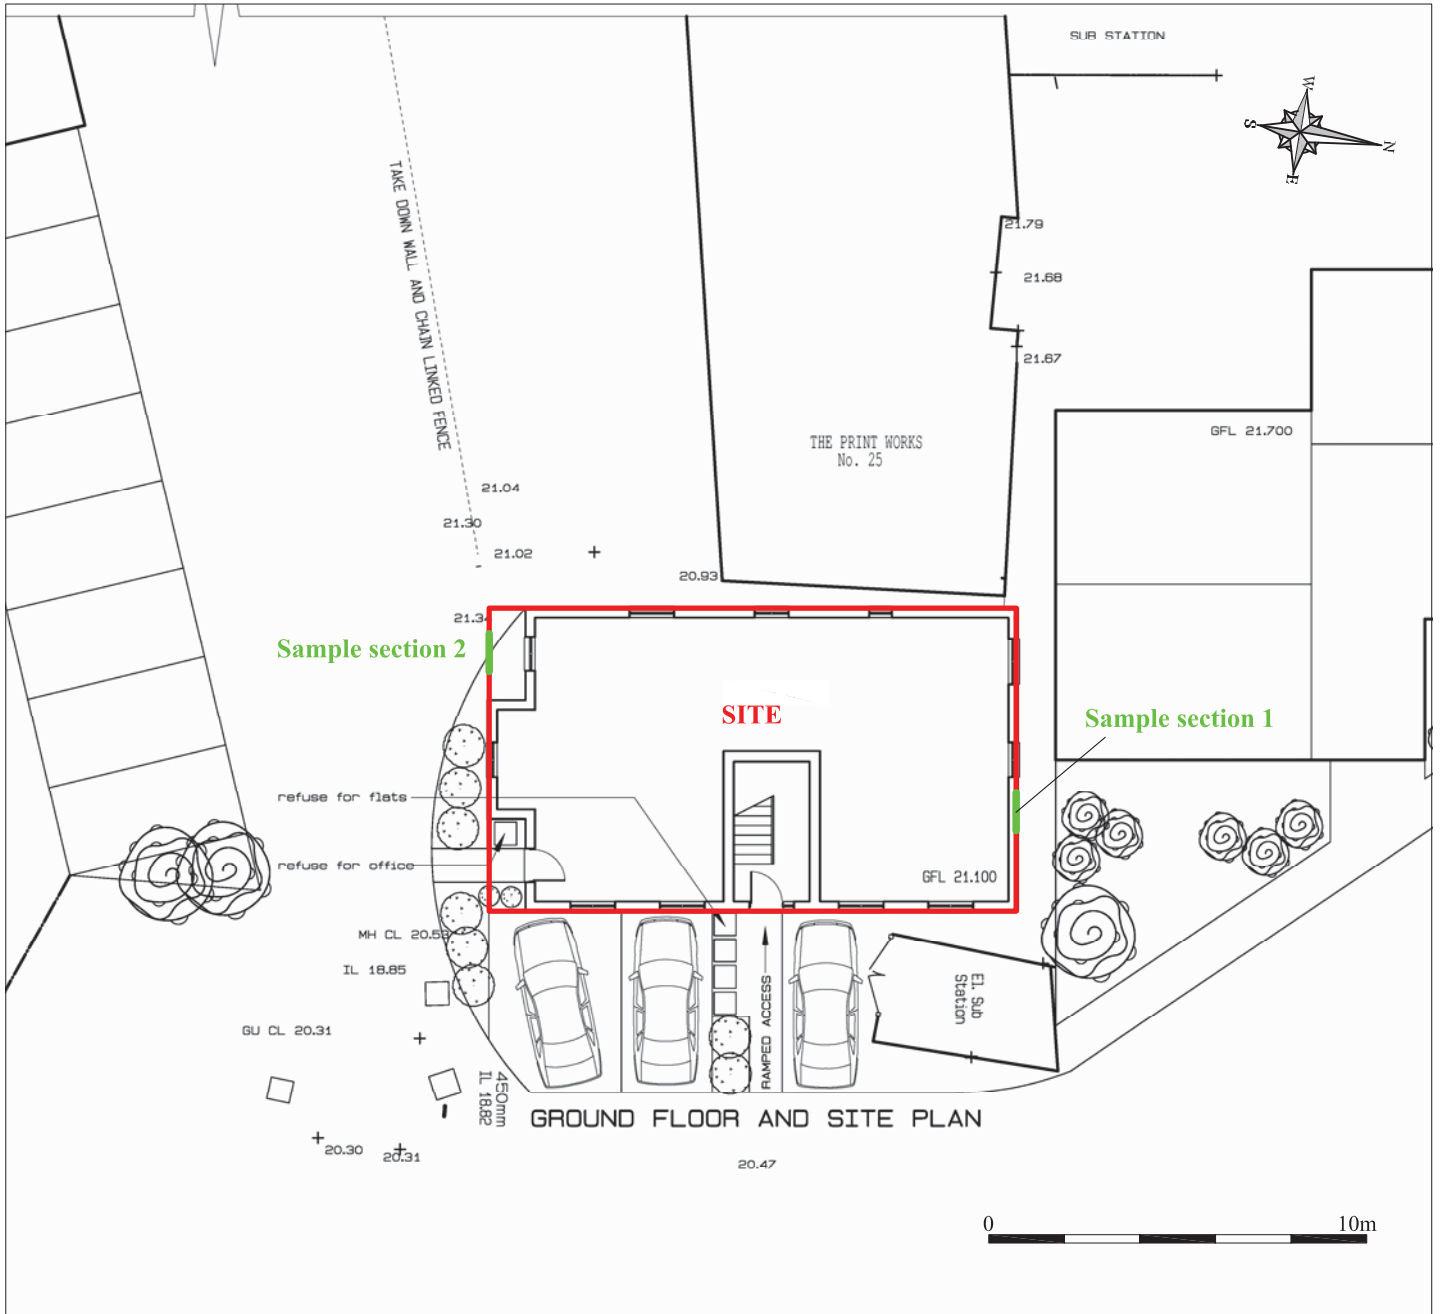 SUB STATION
W
S
N
E
TAKE DOWN WALL AND CHAIN LINKED FENCE
21.79
21.68
21.67
THE PRINT WORKS
No. 25
GFL 21.700
21.04
21.30
21.02
20.93
21.34
Sample section 2
SITE
Sample section 1
refuse for flats
refuse for office
GFL 21.100
MH CL 20.53
IL 18.85
El. Sub
Station
RAMPED ACCESS
GU CL 20.31
450mm
IL 18.82
GROUND FLOOR AND SITE PLAN
20.30
20.31
20.47
0 10m